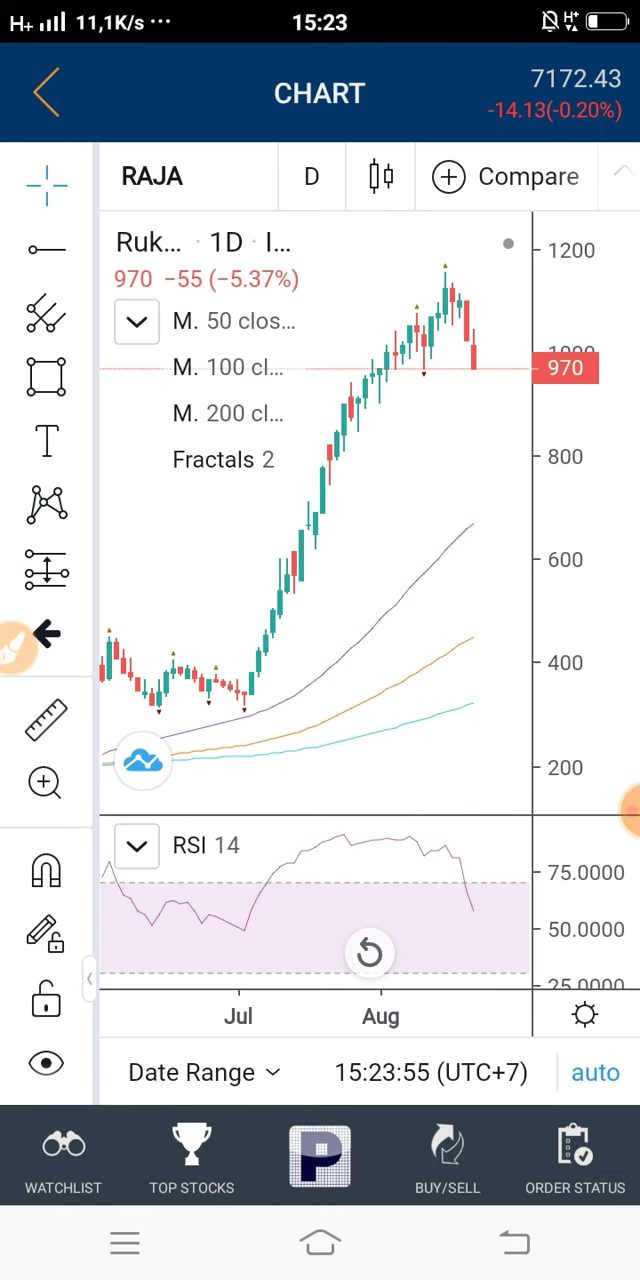 H+ 11,1K/s ··· 15:23 H+
CHART
7172.43
-14.13(-0.20%)
RAJA D Compare
Ruk... · 1D · I...
970 −55 (−5.37%)
M. 50 clos...
M. 100 cl...
M. 200 cl...
Fractals 2
1200
1000
970
800
600
400
200
RSI 14
75.0000
50.0000
25.0000
Jul Aug
Date Range 15:23:55 (UTC+7) auto
P
WATCHLIST TOP STOCKS BUY/SELL ORDER STATUS